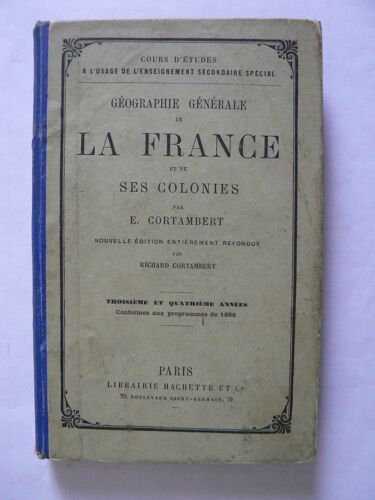 COURS D'ÉTUDES
A L'USAGE DE L'ENSEIGNEMENT SECONDAIRE SPÉCIAL
GÉOGRAPHIE GÉNÉRALE
DE
LA FRANCE
ET DE
SES COLONIES
PAR
E. CORTAMBERT
NOUVELLE ÉDITION ENTIÈREMENT REFONDUE
PAR
RICHARD CORTAMBERT
TROISIÈME ET QUATRIÈME ANNÉES
Conformes aux programmes de 1886
PARIS
LIBRAIRIE HACHETTE ET Cie
79, BOULEVARD SAINT-GERMAIN, 79